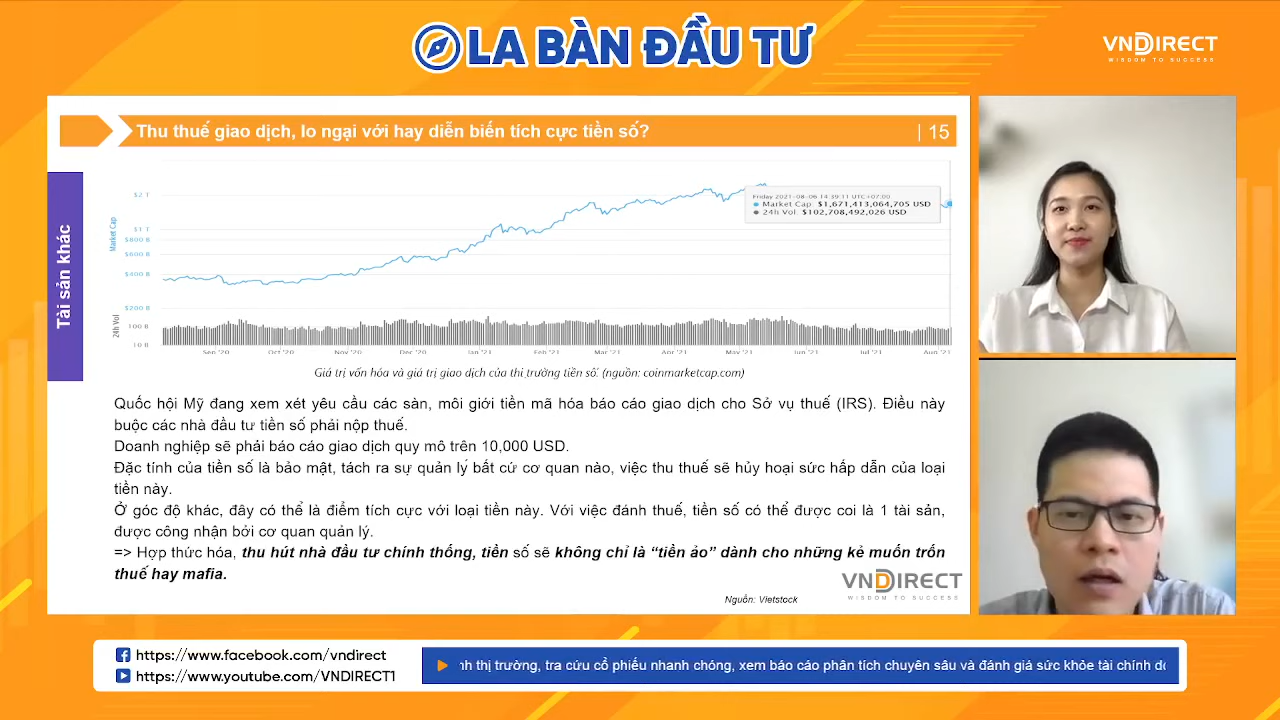 LA BÀN ĐẦU TƯ
VNDIRECT
WISDOM TO SUCCESS
Thu thuế giao dịch, lo ngại với hay diễn biến tích cực tiền số?
| 15
Tài sản khác
Market Cap
$2 T
$1 T
$800 B
$600 B
$400 B
$200 B
24h Vol
100 B
10 B
Friday 2021-08-06 14:39:11 UTC+07:00
Market Cap: $1,671,413,064,705 USD
24h Vol: $102,708,492,026 USD
Sep '20 Oct '20 Nov '20 Dec '20 Jan '21 Feb '21 Mar '21 Apr '21 May '21 Jun '21 Jul '21 Aug '21
Giá trị vốn hóa và giá trị giao dịch của thị trường tiền số. (nguồn: coinmarketcap.com)
Quốc hội Mỹ đang xem xét yêu cầu các sàn, môi giới tiền mã hóa báo cáo giao dịch cho Sở vụ thuế (IRS). Điều này
buộc các nhà đầu tư tiền số phải nộp thuế.
Doanh nghiệp sẽ phải báo cáo giao dịch quy mô trên 10,000 USD.
Đặc tính của tiền số là bảo mật, tách ra sự quản lý bất cứ cơ quan nào, việc thu thuế sẽ hủy hoại sức hấp dẫn của loại
tiền này.
Ở góc độ khác, đây có thể là điểm tích cực với loại tiền này. Với việc đánh thuế, tiền số có thể được coi là 1 tài sản,
được công nhận bởi cơ quan quản lý.
=> Hợp thức hóa, thu hút nhà đầu tư chính thống, tiền số sẽ không chỉ là “tiền ảo” dành cho những kẻ muốn trốn
thuế hay mafia.
VNDIRECT
WISDOM TO SUCCESS
Nguồn: Vietstock
https://www.facebook.com/vndirect
https://www.youtube.com/VNDIRECT1
thị trường, tra cứu cổ phiếu nhanh chóng, xem báo cáo phân tích chuyên sâu và đánh giá sức khỏe tài chính